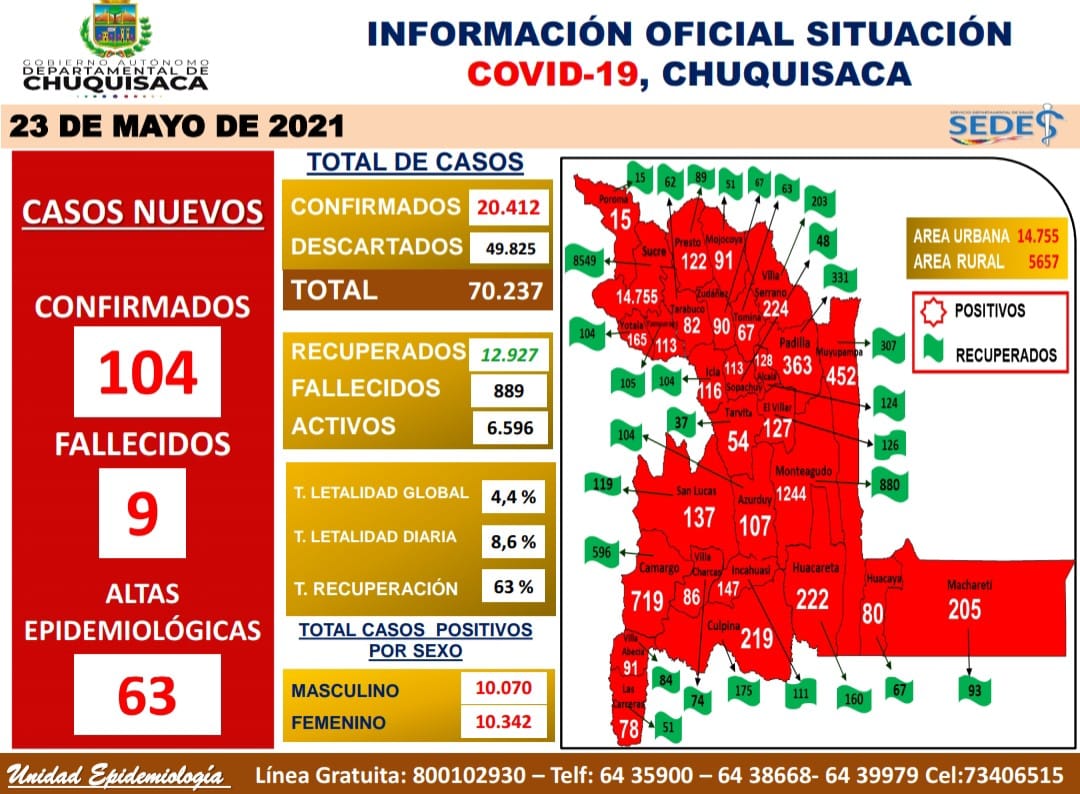 GOBIERNO AUTÓNOMO
DEPARTAMENTAL DE
CHUQUISACA
INFORMACIÓN OFICIAL SITUACIÓN
COVID-19, CHUQUISACA
23 DE MAYO DE 2021
SERVICIO DEPARTAMENTAL DE SALUD
SEDES
CASOS NUEVOS
CONFIRMADOS
104
FALLECIDOS
9
ALTAS
EPIDEMIOLÓGICAS
63
TOTAL DE CASOS
CONFIRMADOS 20.412
DESCARTADOS 49.825
TOTAL 70.237
RECUPERADOS 12.927
FALLECIDOS 889
ACTIVOS 6.596
T. LETALIDAD GLOBAL 4,4 %
T. LETALIDAD DIARIA 8,6 %
T. RECUPERACIÓN 63 %
TOTAL CASOS POSITIVOS
POR SEXO
MASCULINO 10.070
FEMENINO 10.342
AREA URBANA 14.755
AREA RURAL 5657
POSITIVOS
RECUPERADOS
15 62 89 51 67 63
203
48
331
8549
104
105
104
37
104
119
596
307
124
126
880
84
74
175
111
160
67
93
51
Poroma
15
Sucre
14.755
Presto
122
Mojocoya
91
Villa
Serrano
224
Zudáñez
90
Tarabuco
82
Tomina
67
Yotala
165
113
Padilla
363
Muyupampa
452
Icla
116
113
Sopachuy
128
Alcalá
Tarvita
54
El Villar
127
Monteagudo
1244
San Lucas
137
Azurduy
107
Camargo
719
Villa
Charcas
86
Incahuasi
147
Huacareta
222
Huacaya
80
Machareti
205
Culpina
219
Villa
Abecia
91
Las
Carreras
78
Unidad Epidemiología
Línea Gratuita: 800102930 – Telf: 64 35900 – 64 38668- 64 39979 Cel:73406515